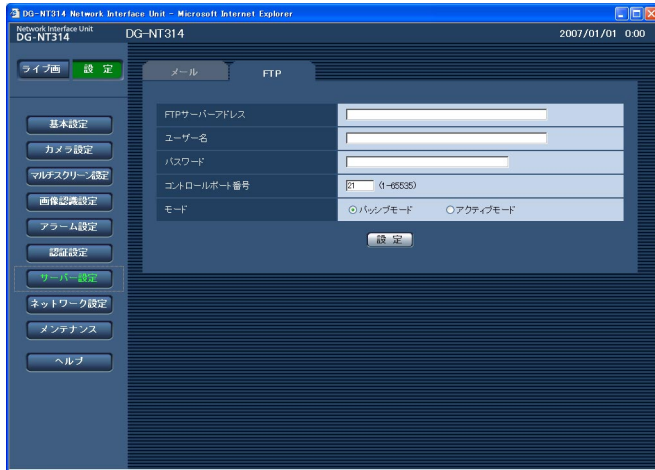 DG-NT314 Network Interface Unit - Microsoft Internet Explorer
Network Interface Unit
DG-NT314
DG-NT314
2007/01/01 0:00
ライブ画 設 定
メール FTP
FTPサーバーアドレス
ユーザー名
パスワード
コントロールポート番号 21 (1-65535)
モード パッシブモード アクティブモード
設 定
基本設定
カメラ設定
マルチスクリーン設定
画像認識設定
アラーム設定
認証設定
サーバー設定
ネットワーク設定
メンテナンス
ヘルプ